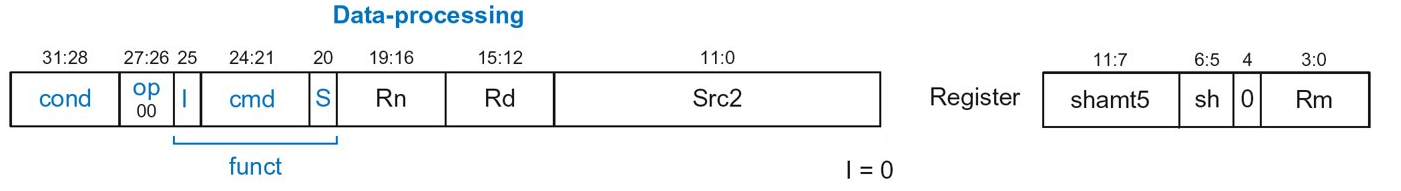 Data-processing
31:28 27:26 25 24:21 20 19:16 15:12 11:0 11:7 6:5 4 3:0
cond op 00 I cmd S Rn Rd Src2 Register shamt5 sh 0 Rm
funct I = 0